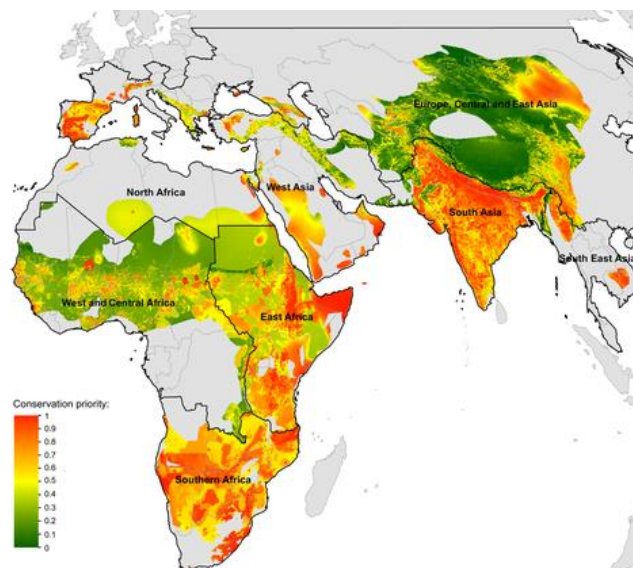 Europe, Central and East Asia
North Africa
West Asia
South Asia
South East Asia
West and Central Africa
East Africa
Conservation priority:
1
0.9
0.8
0.7
0.6
0.5
0.4
0.3
0.2
0.1
0
Southern Africa